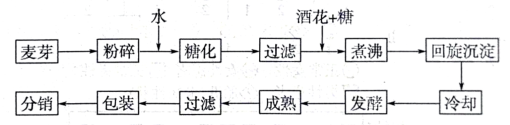 水
酒花+糖
麦芽 粉碎 糖化 过滤 煮沸 回旋沉淀
分销 包装 过滤 成熟 发酵 冷却